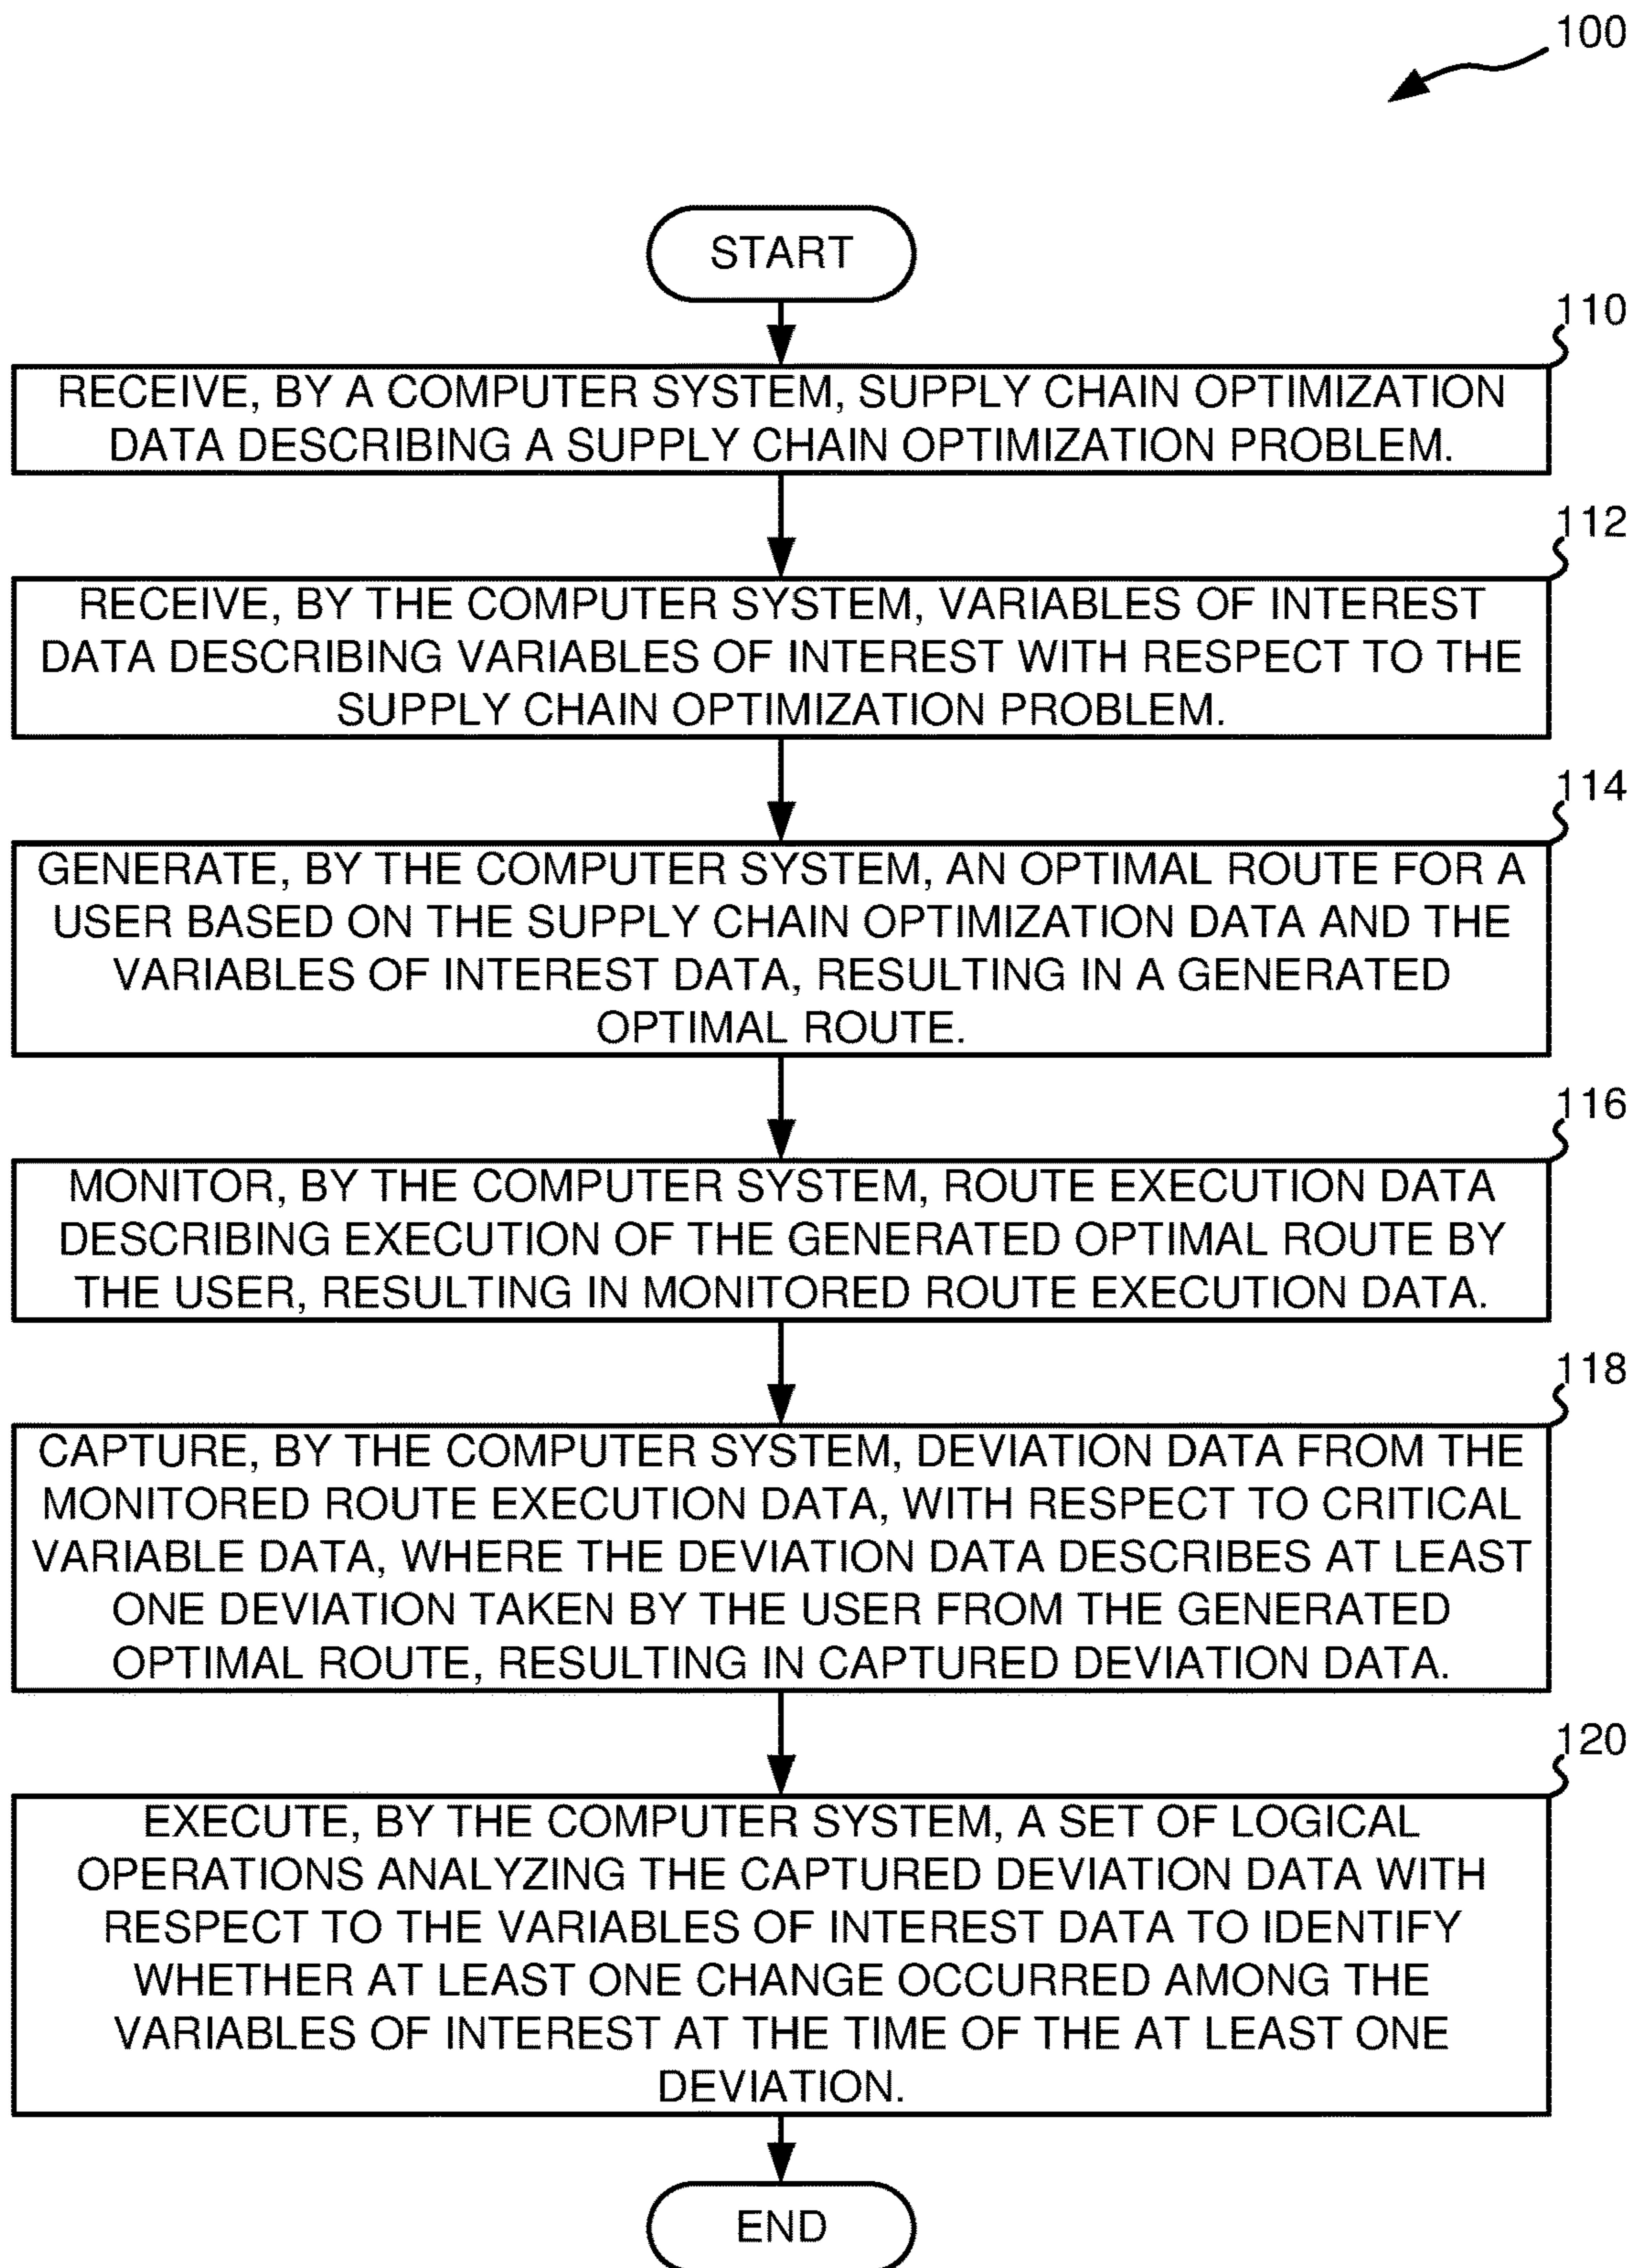 100
START
110
RECEIVE, BY A COMPUTER SYSTEM, SUPPLY CHAIN OPTIMIZATION
DATA DESCRIBING A SUPPLY CHAIN OPTIMIZATION PROBLEM.
112
RECEIVE, BY THE COMPUTER SYSTEM, VARIABLES OF INTEREST
DATA DESCRIBING VARIABLES OF INTEREST WITH RESPECT TO THE
SUPPLY CHAIN OPTIMIZATION PROBLEM.
114
GENERATE, BY THE COMPUTER SYSTEM, AN OPTIMAL ROUTE FOR A
USER BASED ON THE SUPPLY CHAIN OPTIMIZATION DATA AND THE
VARIABLES OF INTEREST DATA, RESULTING IN A GENERATED
OPTIMAL ROUTE.
116
MONITOR, BY THE COMPUTER SYSTEM, ROUTE EXECUTION DATA
DESCRIBING EXECUTION OF THE GENERATED OPTIMAL ROUTE BY
THE USER, RESULTING IN MONITORED ROUTE EXECUTION DATA.
118
CAPTURE, BY THE COMPUTER SYSTEM, DEVIATION DATA FROM THE
MONITORED ROUTE EXECUTION DATA, WITH RESPECT TO CRITICAL
VARIABLE DATA, WHERE THE DEVIATION DATA DESCRIBES AT LEAST
ONE DEVIATION TAKEN BY THE USER FROM THE GENERATED
OPTIMAL ROUTE, RESULTING IN CAPTURED DEVIATION DATA.
120
EXECUTE, BY THE COMPUTER SYSTEM, A SET OF LOGICAL
OPERATIONS ANALYZING THE CAPTURED DEVIATION DATA WITH
RESPECT TO THE VARIABLES OF INTEREST DATA TO IDENTIFY
WHETHER AT LEAST ONE CHANGE OCCURRED AMONG THE
VARIABLES OF INTEREST AT THE TIME OF THE AT LEAST ONE
DEVIATION.
END